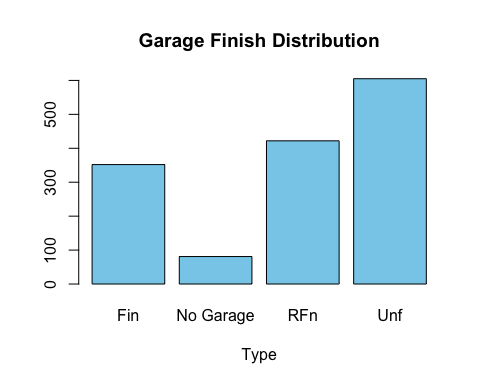 Garage Finish Distribution
500
300
100
0
Fin No Garage RFn Unf
Type